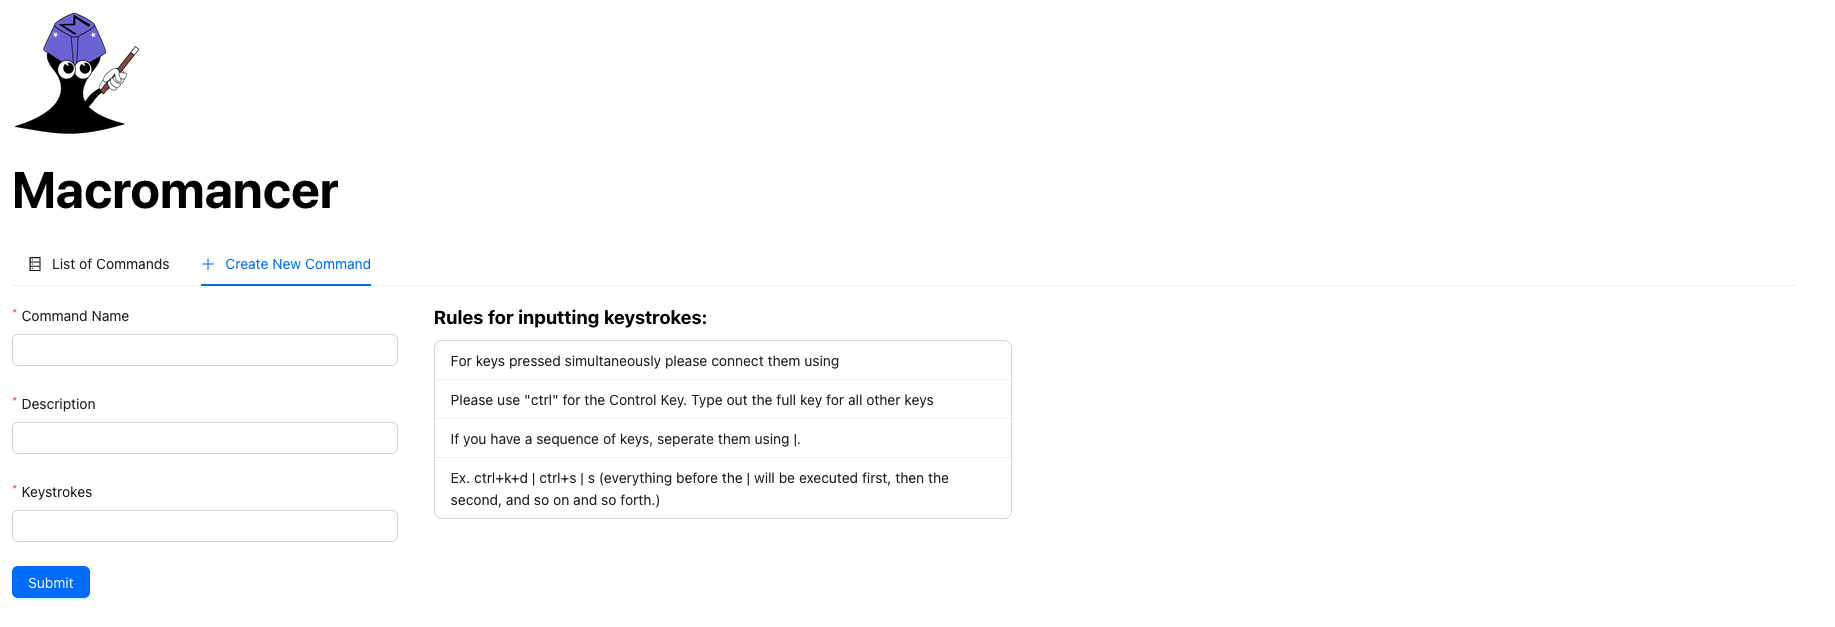 Macromancer
List of Commands
Create New Command
* Command Name
* Description
* Keystrokes
Submit
Rules for inputting keystrokes:
For keys pressed simultaneously please connect them using
Please use "ctrl" for the Control Key. Type out the full key for all other keys
If you have a sequence of keys, seperate them using |.
Ex. ctrl+k+d | ctrl+s | s (everything before the | will be executed first, then the
second, and so on and so forth.)